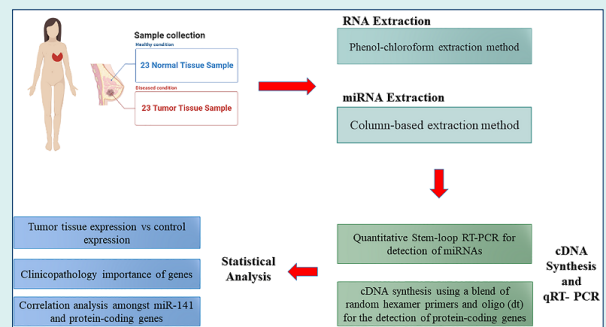 Sample collection
Healthy condition
23 Normal Tissue Sample
Diseased condition
23 Tumor Tissue Sample
RNA Extraction
Phenol-chloroform extraction method
miRNA Extraction
Column-based extraction method
cDNA
Synthesis
and
qRT- PCR
Quantitative Stem-loop RT-PCR for
detection of miRNAs
cDNA synthesis using a blend of
random hexamer primers and oligo (dt)
for the detection of protein-coding genes
Statistical
Analysis
Tumor tissue expression vs control
expression
Clinicopathology importance of genes
Correlation analysis amongst miR-141
and protein-coding genes